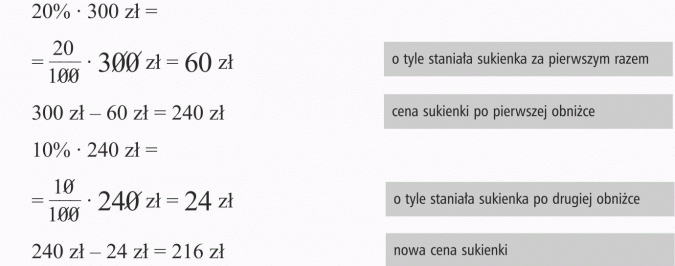 20% · 300 zł =
= 20/100 · 300 zł = 60 zł
o tyle staniała sukienka za pierwszym razem
300 zł – 60 zł = 240 zł
cena sukienki po pierwszej obniżce
10% · 240 zł =
= 10/100 · 240 zł = 24 zł
o tyle staniała sukienka po drugiej obniżce
240 zł – 24 zł = 216 zł
nowa cena sukienki